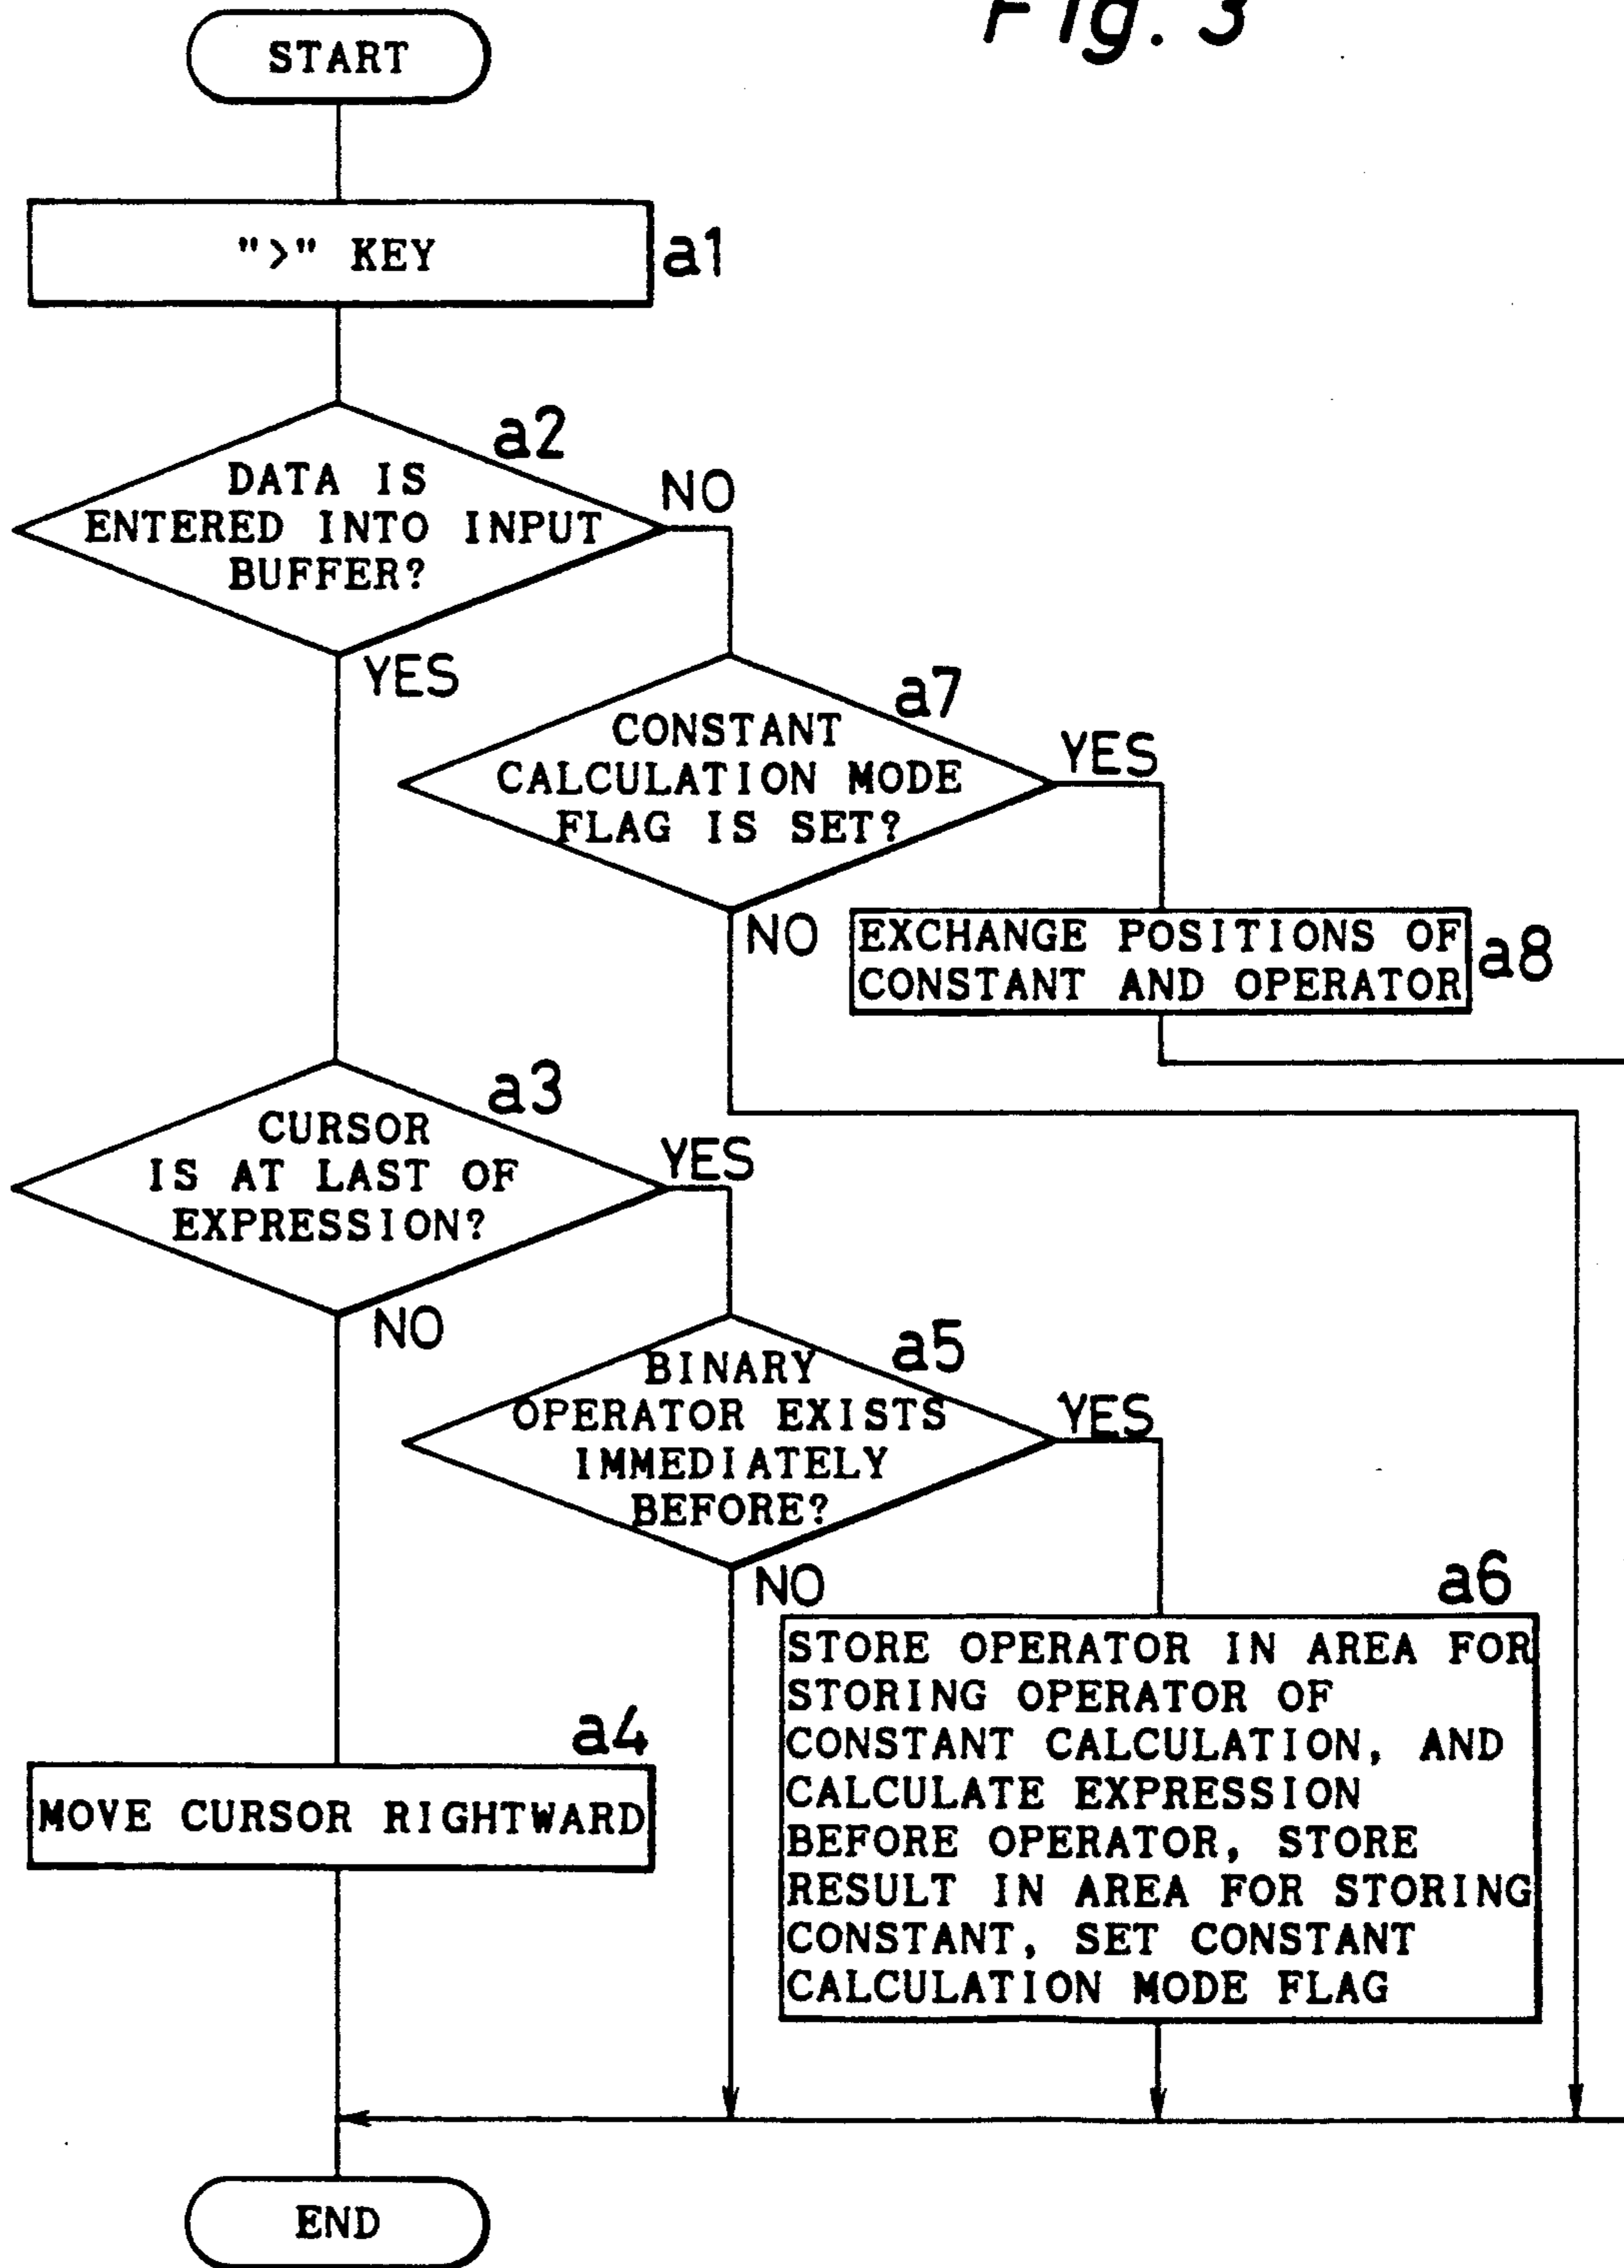 Fig. 3
START
">" KEY
a1
a2
DATA IS
ENTERED INTO INPUT
BUFFER?
NO
YES
a7
CONSTANT
CALCULATION MODE
FLAG IS SET?
YES
NO
EXCHANGE POSITIONS OF
CONSTANT AND OPERATOR
a8
a3
CURSOR
IS AT LAST OF
EXPRESSION?
YES
NO
a5
BINARY
OPERATOR EXISTS
IMMEDIATELY
BEFORE?
YES
NO
a6
STORE OPERATOR IN AREA FOR
STORING OPERATOR OF
CONSTANT CALCULATION, AND
CALCULATE EXPRESSION
BEFORE OPERATOR, STORE
RESULT IN AREA FOR STORING
CONSTANT, SET CONSTANT
CALCULATION MODE FLAG
a4
MOVE CURSOR RIGHTWARD
END